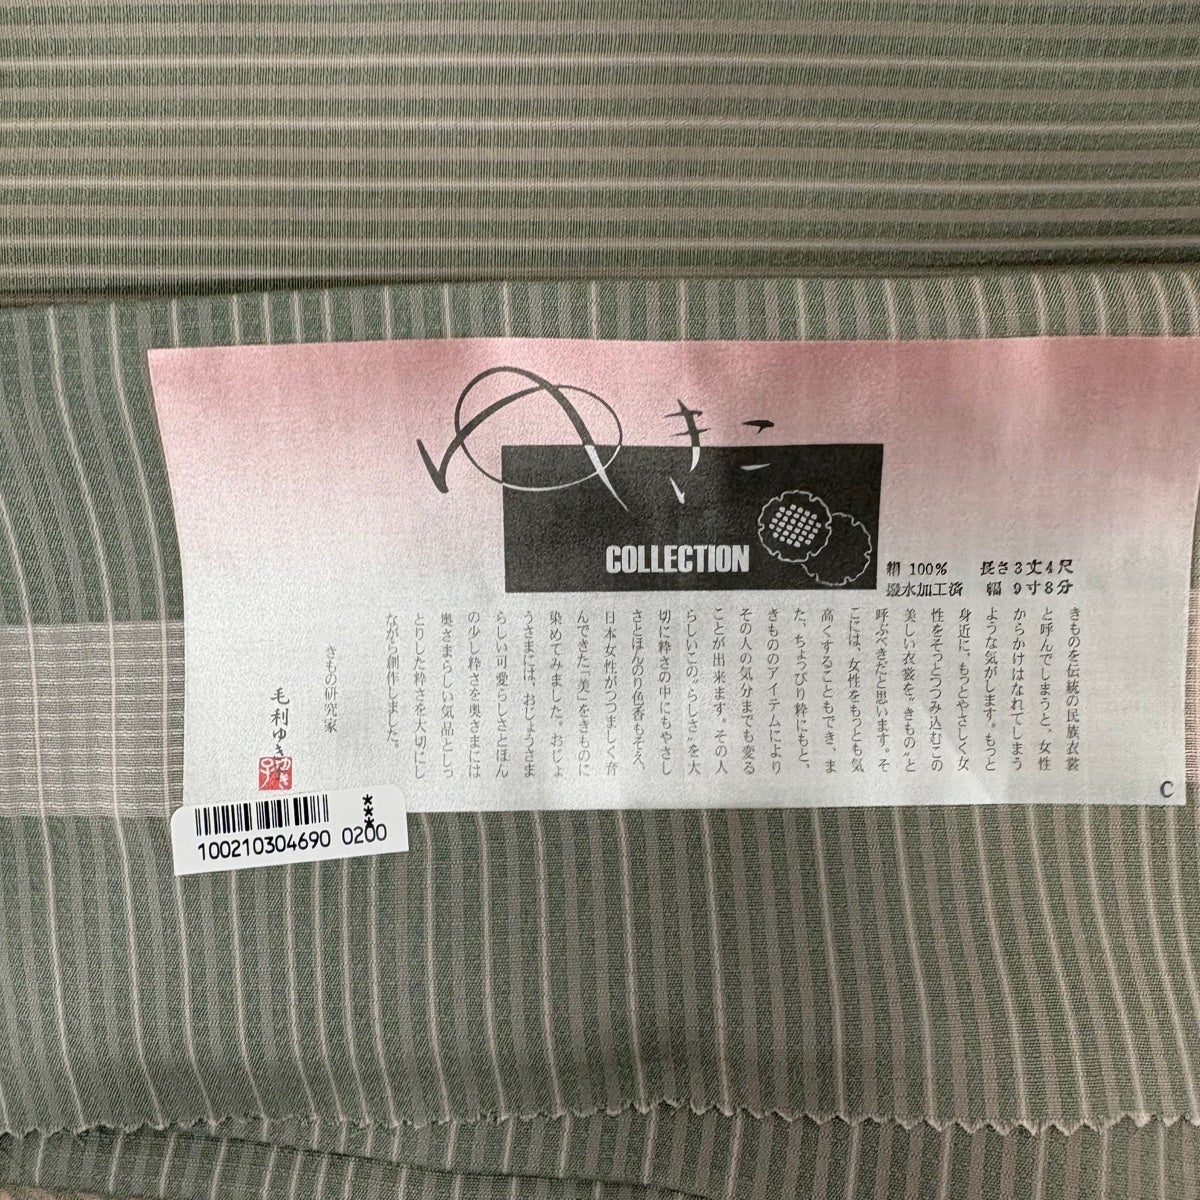 ゆきこ
COLLECTION
絹 100%　長さ3丈4尺
撥水加工済　幅 9寸8分
きものを伝統の民族衣裳
と呼んでしまうと、女性
からかけはなれてしまう
ような気がします。もっと
身近に。もっとやさしく女
性をそっとつつみ込むこの
美しい衣裳を“きもの”と
呼ぶべきだと思います。そ
こには、女性をもっとも気
高くすることもでき、ま
た、ちょっぴり粋にもと、
きもののアイテムにより
その人の気分までも変る
ことが出来ます。その人
らしいこの“らしさ”を大
切に粋さの中にもやさし
さとほんのり色香もそえ、
日本女性がつつましく育
んできた「美」をきものに
染めてみました。おじょ
うさまには、おじょうさま
らしい可愛らしさとほん
の少し粋さを奥さまには
奥さまらしい気品としっ
とりした粋さを大切にじ
ながら創作しました。
きもの研究家
毛利ゆき
ゆき子
C
***
100210304690 0200